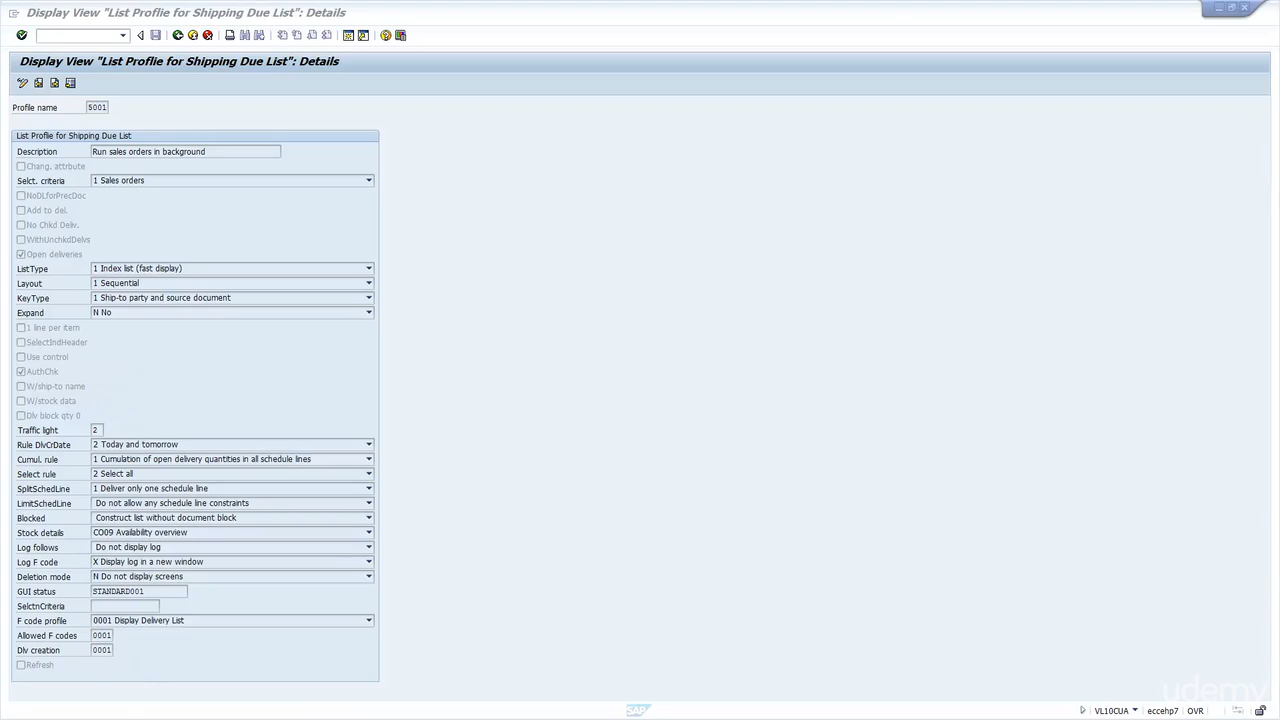 Display View "List Proflie for Shipping Due List": Details
Display View "List Proflie for Shipping Due List": Details
Profile name 5001
List Proflie for Shipping Due List
Description Run sales orders in background
Chang. attribute
Selct. criteria 1 Sales orders
NoDLforPrecDoc
Add to del.
No Chkd Deliv.
WithUnchkdDelvs
Open deliveries
ListType 1 Index list (fast display)
Layout 1 Sequential
KeyType 1 Ship-to party and source document
Expand N No
1 line per item
SelectIndHeader
Use control
AuthChk
W/ship-to name
W/stock data
Dlv block qty 0
Traffic light 2
Rule DlvCrDate 2 Today and tomorrow
Cumul. rule 1 Cumulation of open delivery quantities in all schedule lines
Select rule 2 Select all
SplitSchedLine 1 Deliver only one schedule line
LimitSchedLine Do not allow any schedule line constraints
Blocked Construct list without document block
Stock details CO09 Availability overview
Log follows Do not display log
Log F code X Display log in a new window
Deletion mode N Do not display screens
GUI status STANDARD001
SelctnCriteria
F code profile 0001 Display Delivery List
Allowed F codes 0001
Dlv creation 0001
Refresh
udemy
SAP VL10CUA eccehp7 OVR